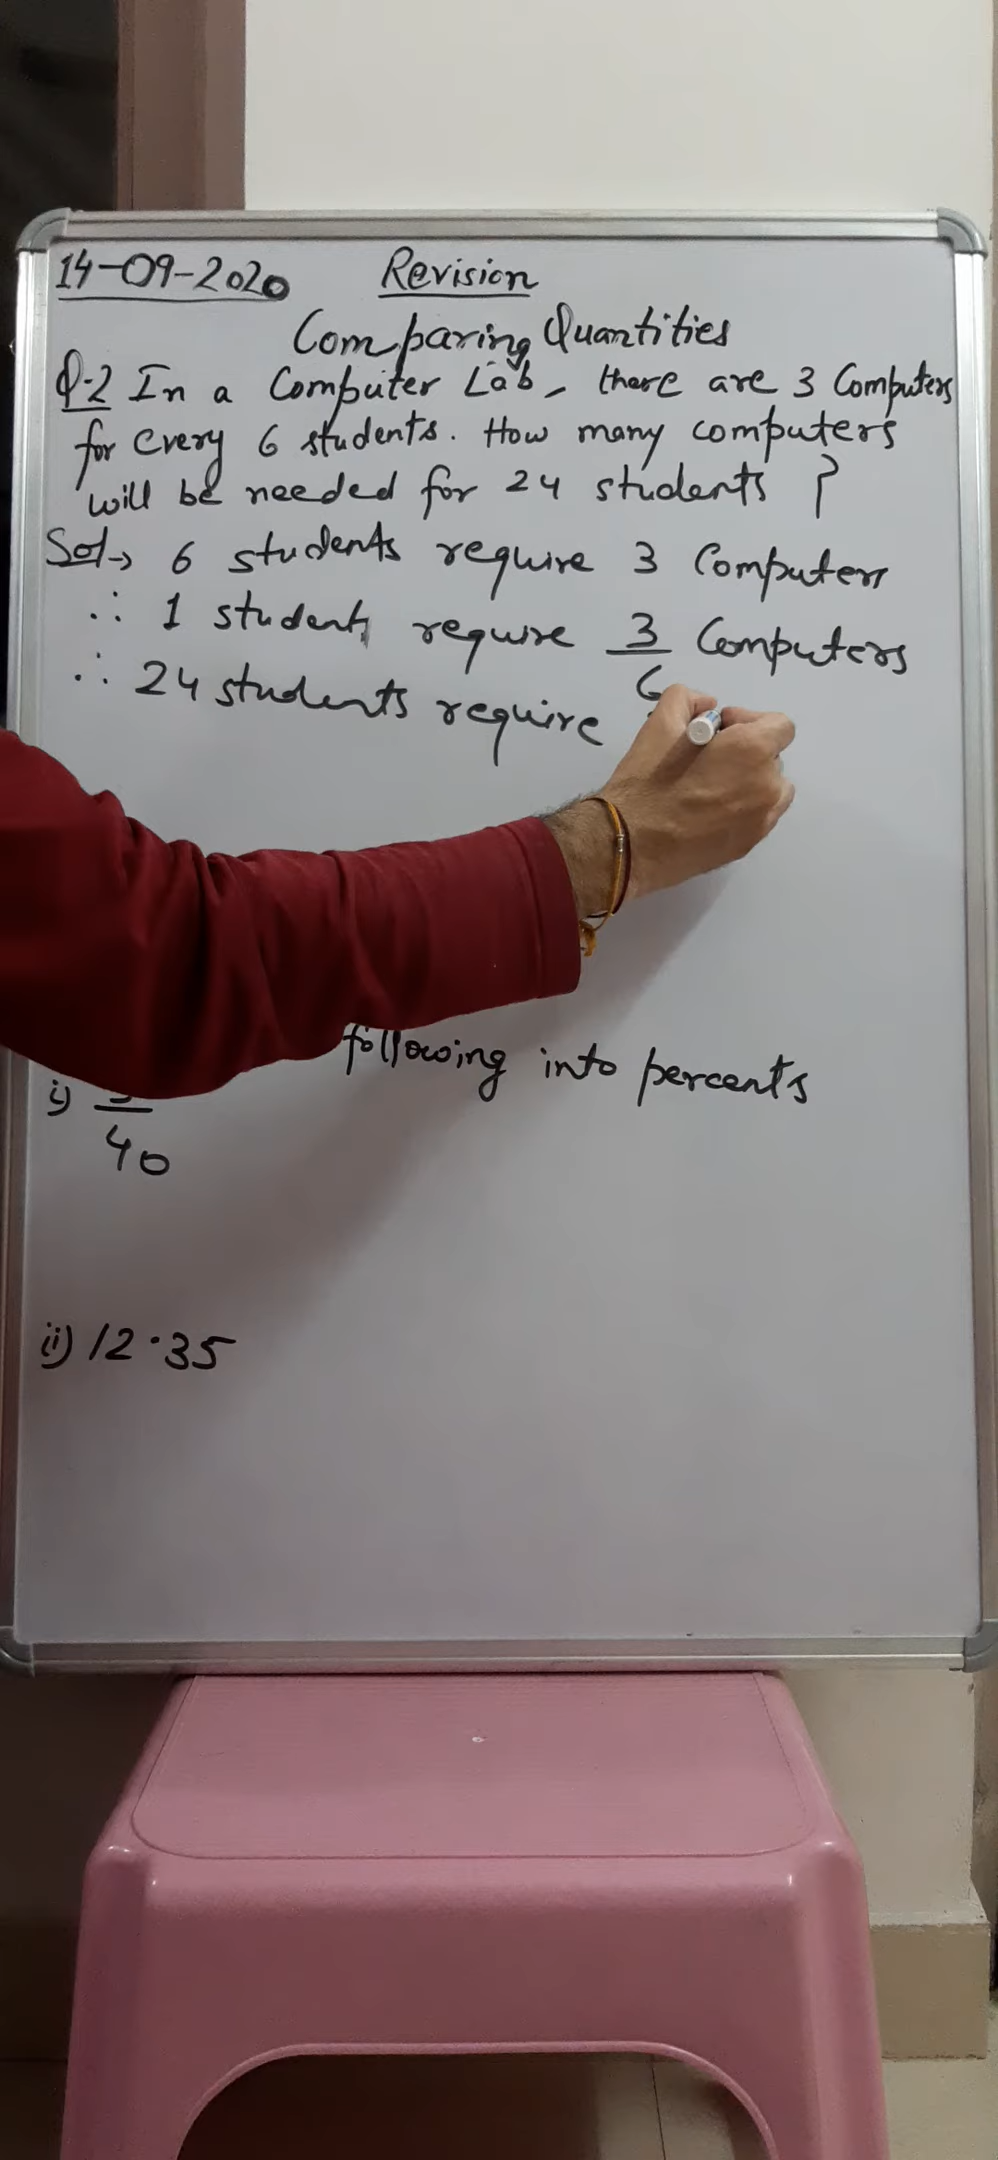 14-09-2020 Revision
Comparing Quantities
Q.2 In a Computer Lab, there are 3 Computers
for every 6 students. How many computers
will be needed for 24 students ?
Sol→ 6 students require 3 Computers
∴ 1 student require 3/6 Computers
∴ 24 students require
following into percents
i) /40
ii) 12.35